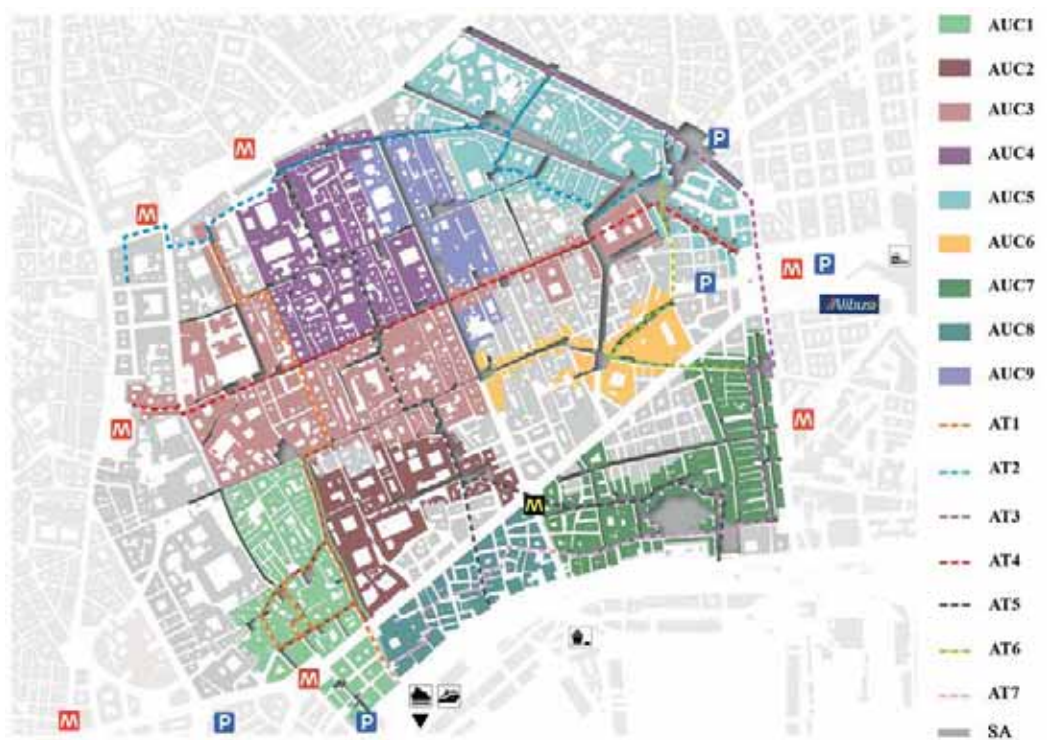 AUC1
AUC2
AUC3
AUC4
AUC5
AUC6
AUC7
AUC8
AUC9
AT1
AT2
AT3
AT4
AT5
AT6
AT7
SA
M
M
M
M
M
M
M
M
P
P
P
P
P
Alibus